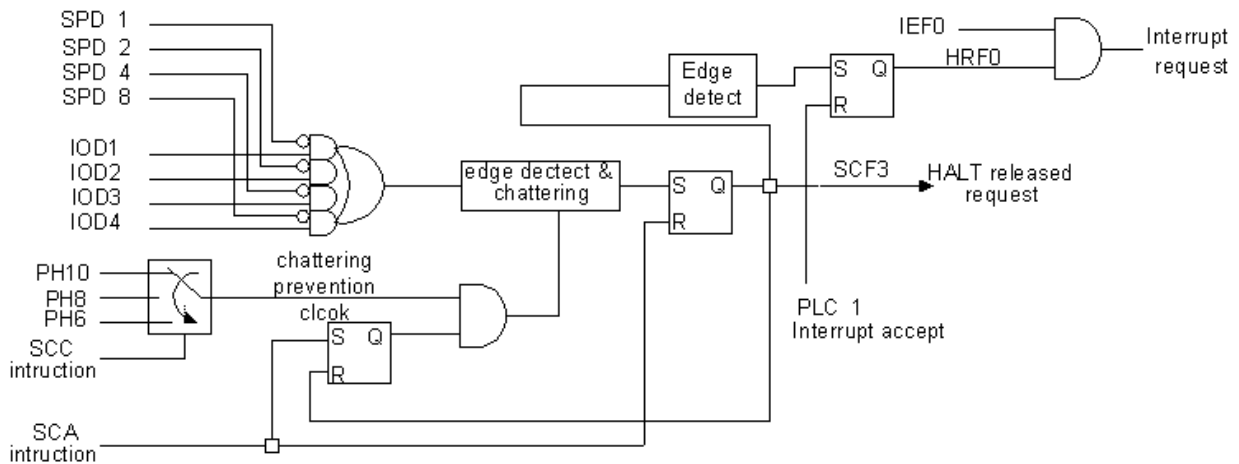 SPD 1
SPD 2
SPD 4
SPD 8
IOD1
IOD2
IOD3
IOD4
PH10
PH8
PH6
SCC
intruction
SCA
intruction
chattering
prevention
clcok
S Q
R
edge dectect &
chattering
S Q
R
Edge
detect
S Q
R
IEF0
HRF0
Interrupt
request
SCF3
HALT released
request
PLC 1
Interrupt accept